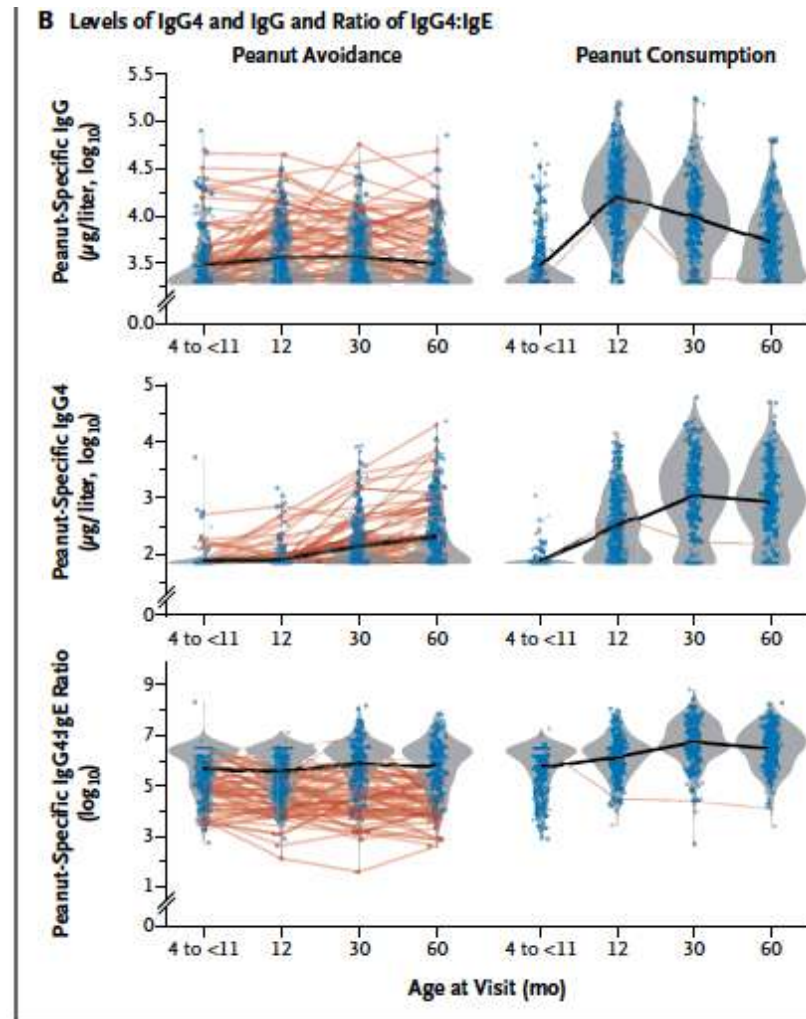 B Levels of IgG4 and IgG and Ratio of IgG4:IgE
Peanut Avoidance Peanut Consumption
Peanut-Specific IgG
(µg/liter, log10)
5.5
5.0
4.5
4.0
3.5
0.0
4 to <11 12 30 60 4 to <11 12 30 60
Peanut-Specific IgG4
(µg/liter, log10)
5
4
3
2
0
4 to <11 12 30 60 4 to <11 12 30 60
Peanut-Specific IgG4:IgE Ratio
(log10)
9
7
5
3
1
0
4 to <11 12 30 60 4 to <11 12 30 60
Age at Visit (mo)